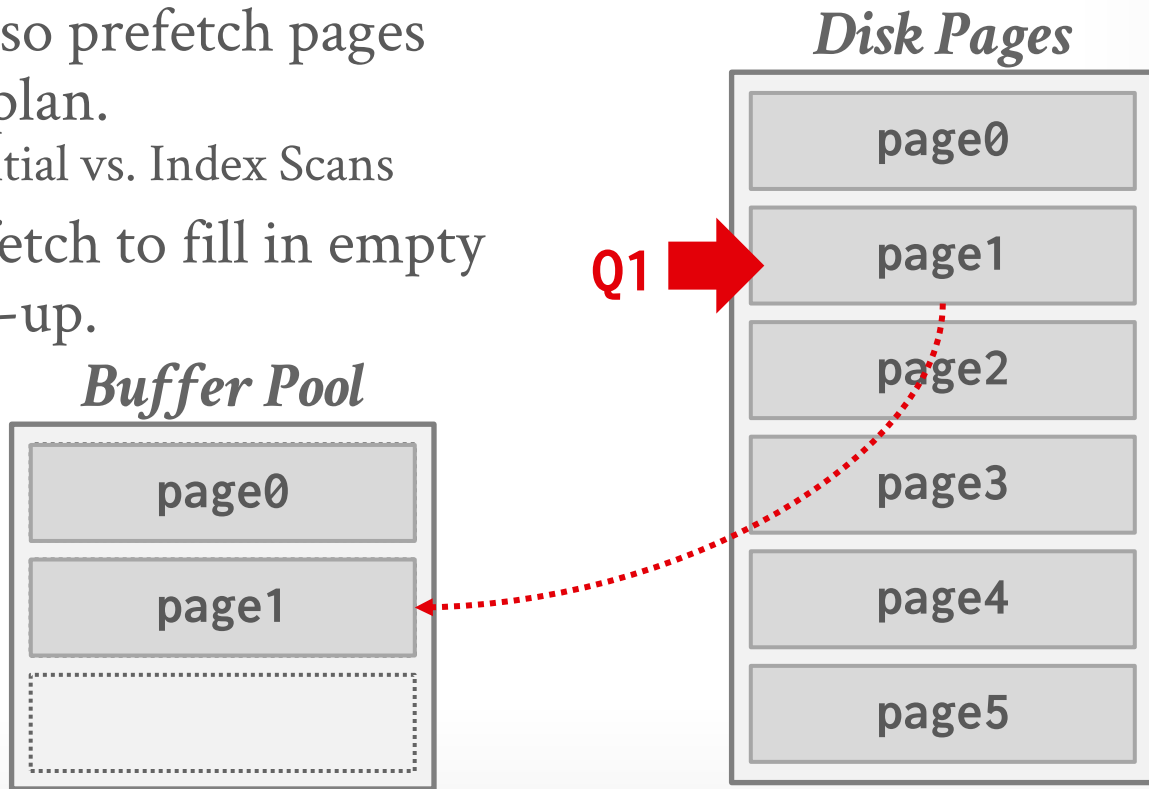 so prefetch pages
plan.
tial vs. Index Scans
fetch to fill in empty
-up.
Buffer Pool
page0
page1
Disk Pages
page0
Q1
page1
page2
page3
page4
page5